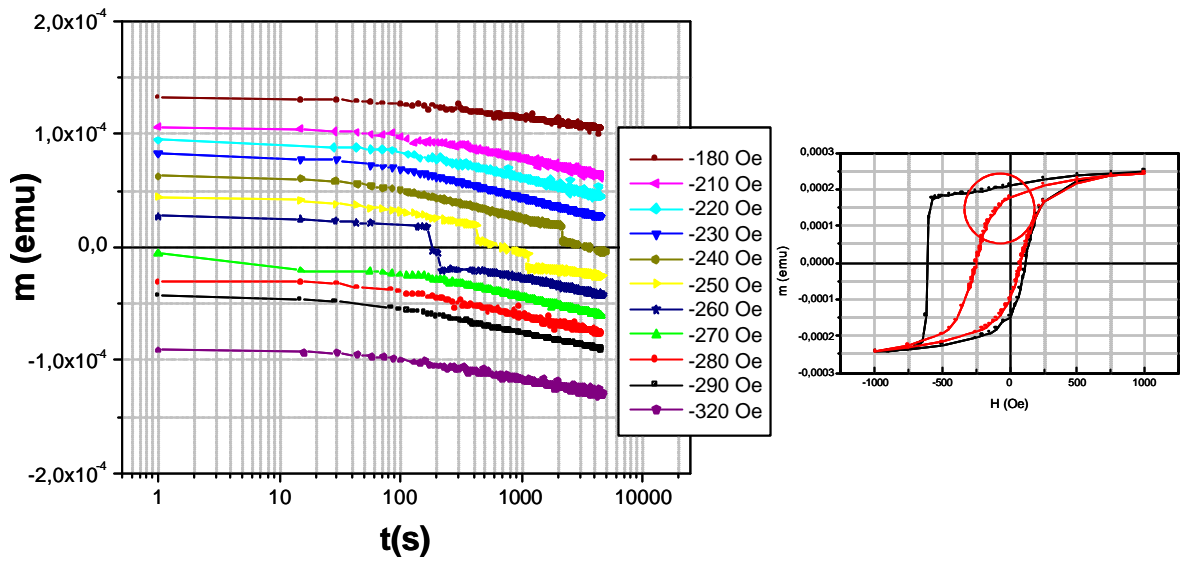 2,0x10-4
1,0x10-4
0,0
-1,0x10-4
-2,0x10-4
m (emu)
1
10
100
1000
10000
t(s)
-180 Oe
-210 Oe
-220 Oe
-230 Oe
-240 Oe
-250 Oe
-260 Oe
-270 Oe
-280 Oe
-290 Oe
-320 Oe
0,0003
0,0002
0,0001
0,0000
-0,0001
-0,0002
-0,0003
m (emu)
-1000
-500
0
500
1000
H (Oe)